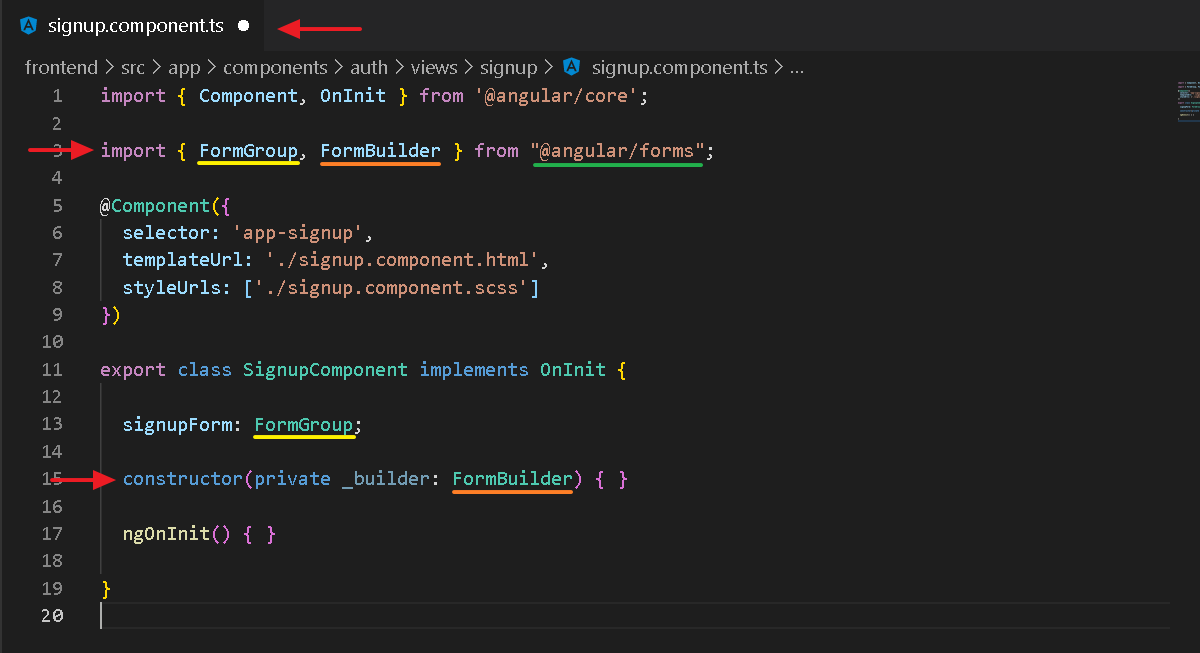 signup.component.ts
frontend > src > app > components > auth > views > signup > signup.component.ts > ...
1 import { Component, OnInit } from '@angular/core';
2
3 import { FormGroup, FormBuilder } from "@angular/forms";
4
5 @Component({
6 selector: 'app-signup',
7 templateUrl: './signup.component.html',
8 styleUrls: ['./signup.component.scss']
9 })
10
11 export class SignupComponent implements OnInit {
12
13 signupForm: FormGroup;
14
15 constructor(private _builder: FormBuilder) { }
16
17 ngOnInit() { }
18
19 }
20